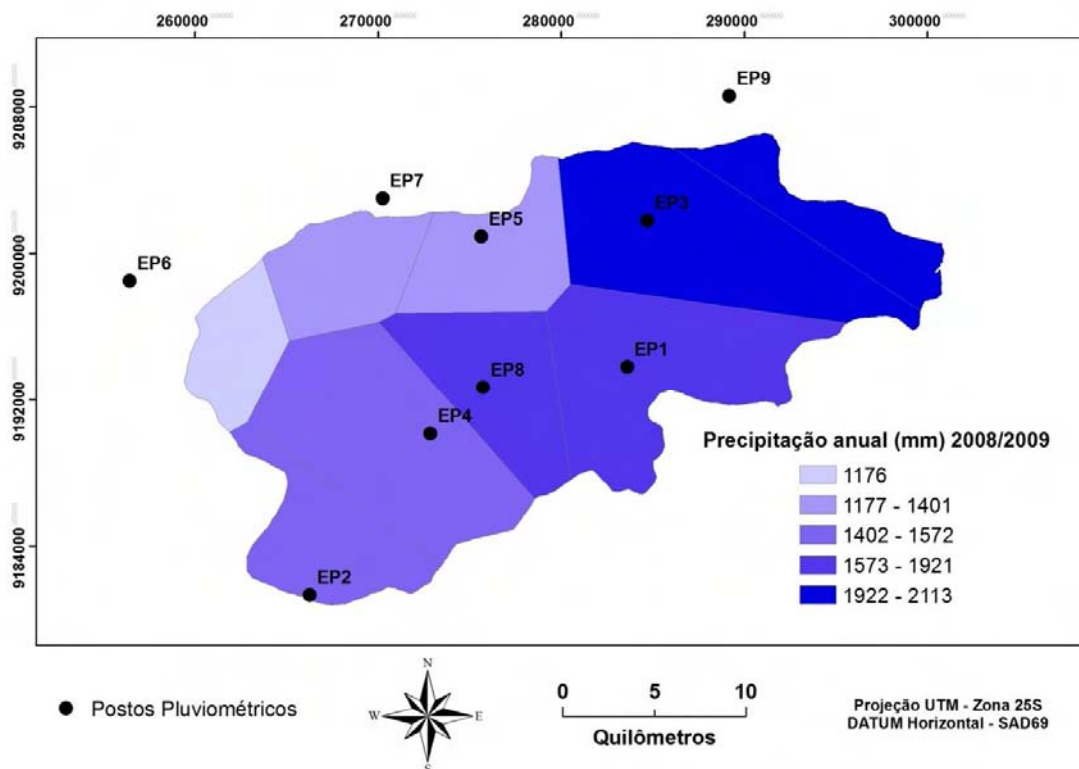 260000 270000 280000 290000 300000
9208000
9200000
9192000
9184000
EP9
EP7
EP5
EP3
EP6
EP1
EP8
EP4
EP2
Precipitação anual (mm) 2008/2009
1176
1177 - 1401
1402 - 1572
1573 - 1921
1922 - 2113
Postos Pluviométricos
N
W
E
S
0 5 10
Quilômetros
Projeção UTM - Zona 25S
DATUM Horizontal - SAD69